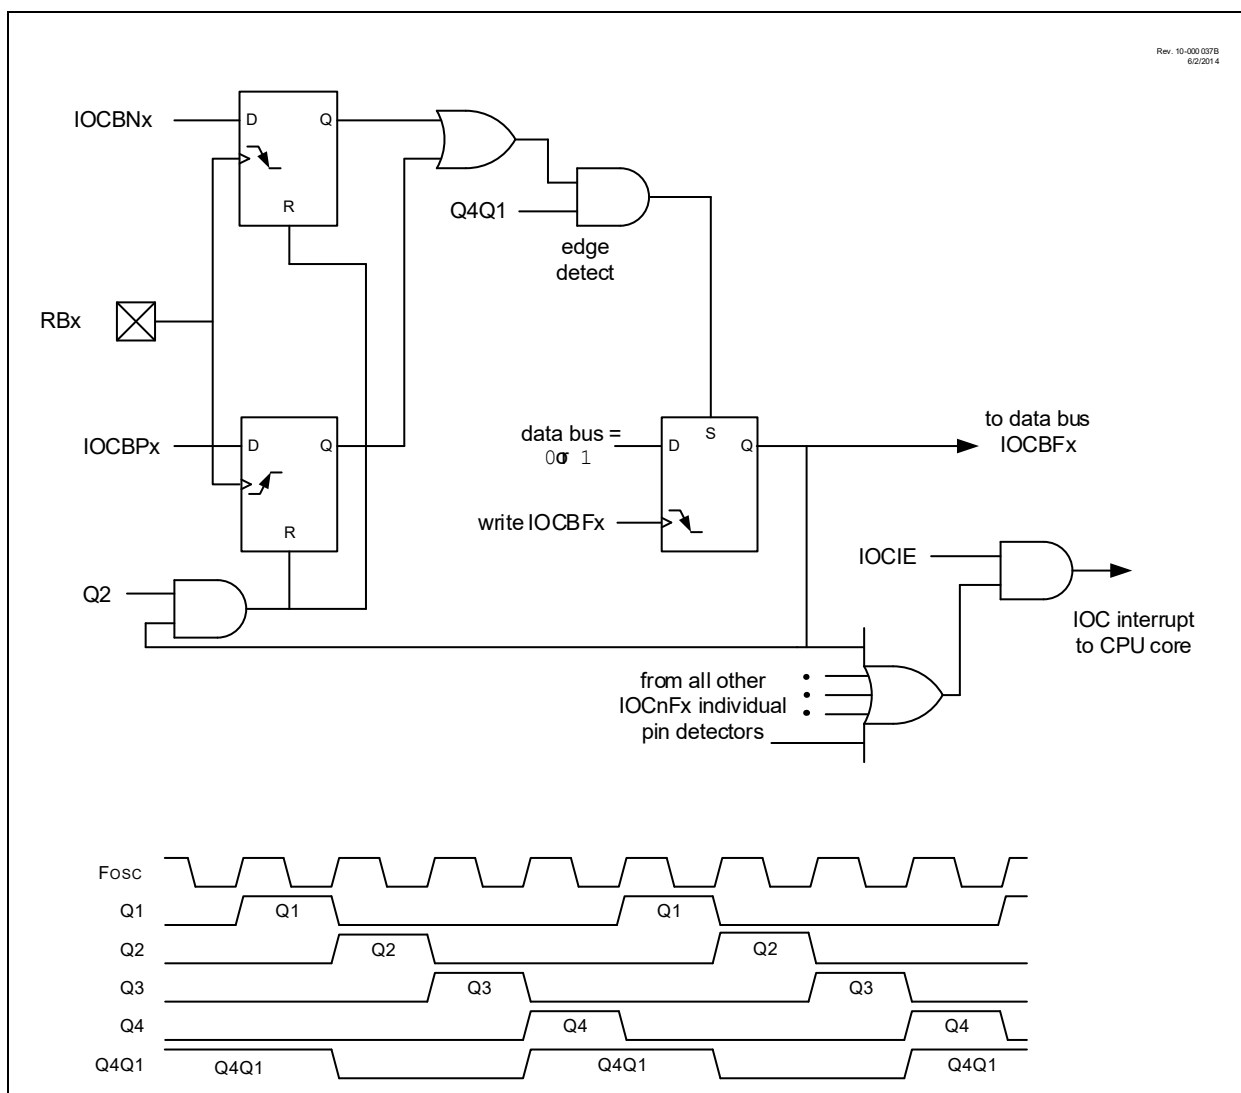 Rev. 10-000 037B
6/2/2014
IOCBNx
D
Q
R
Q4Q1
edge
detect
RBx
IOCBPx
D
Q
R
data bus =
0 or 1
D
S
Q
to data bus
IOCBFx
write IOCBFx
IOCIE
Q2
IOC interrupt
to CPU core
from all other
IOCnFx individual
pin detectors
FOSC
Q1
Q1
Q1
Q2
Q2
Q2
Q3
Q3
Q3
Q4
Q4
Q4
Q4Q1
Q4Q1
Q4Q1
Q4Q1